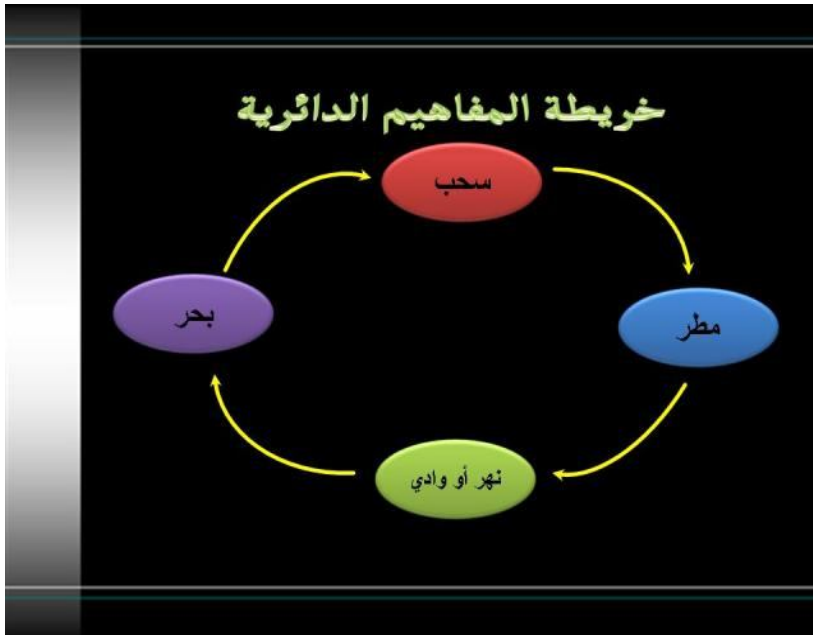 خريطة المفاهيم الدائرية
سحب
مطر
نهر أو وادي
بحر